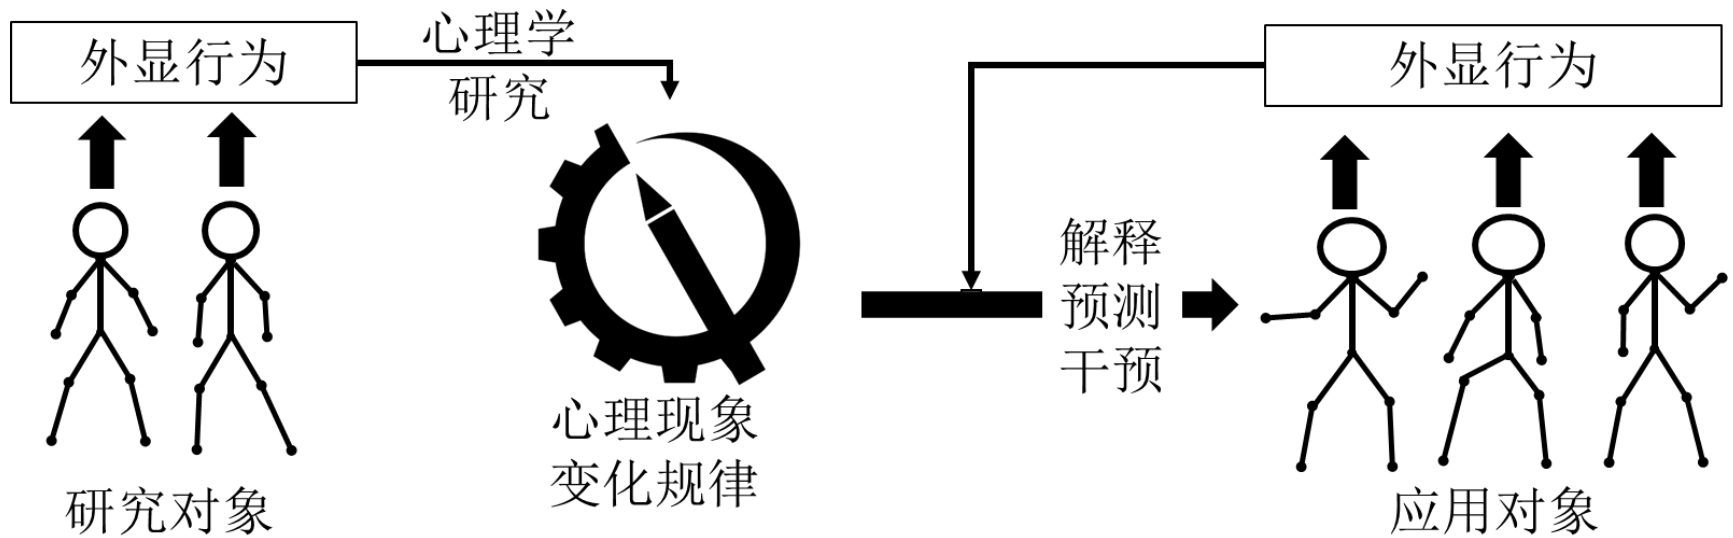 外显行为
心理学
研究
心理现象
变化规律
研究对象
外显行为
解释
预测
干预
应用对象